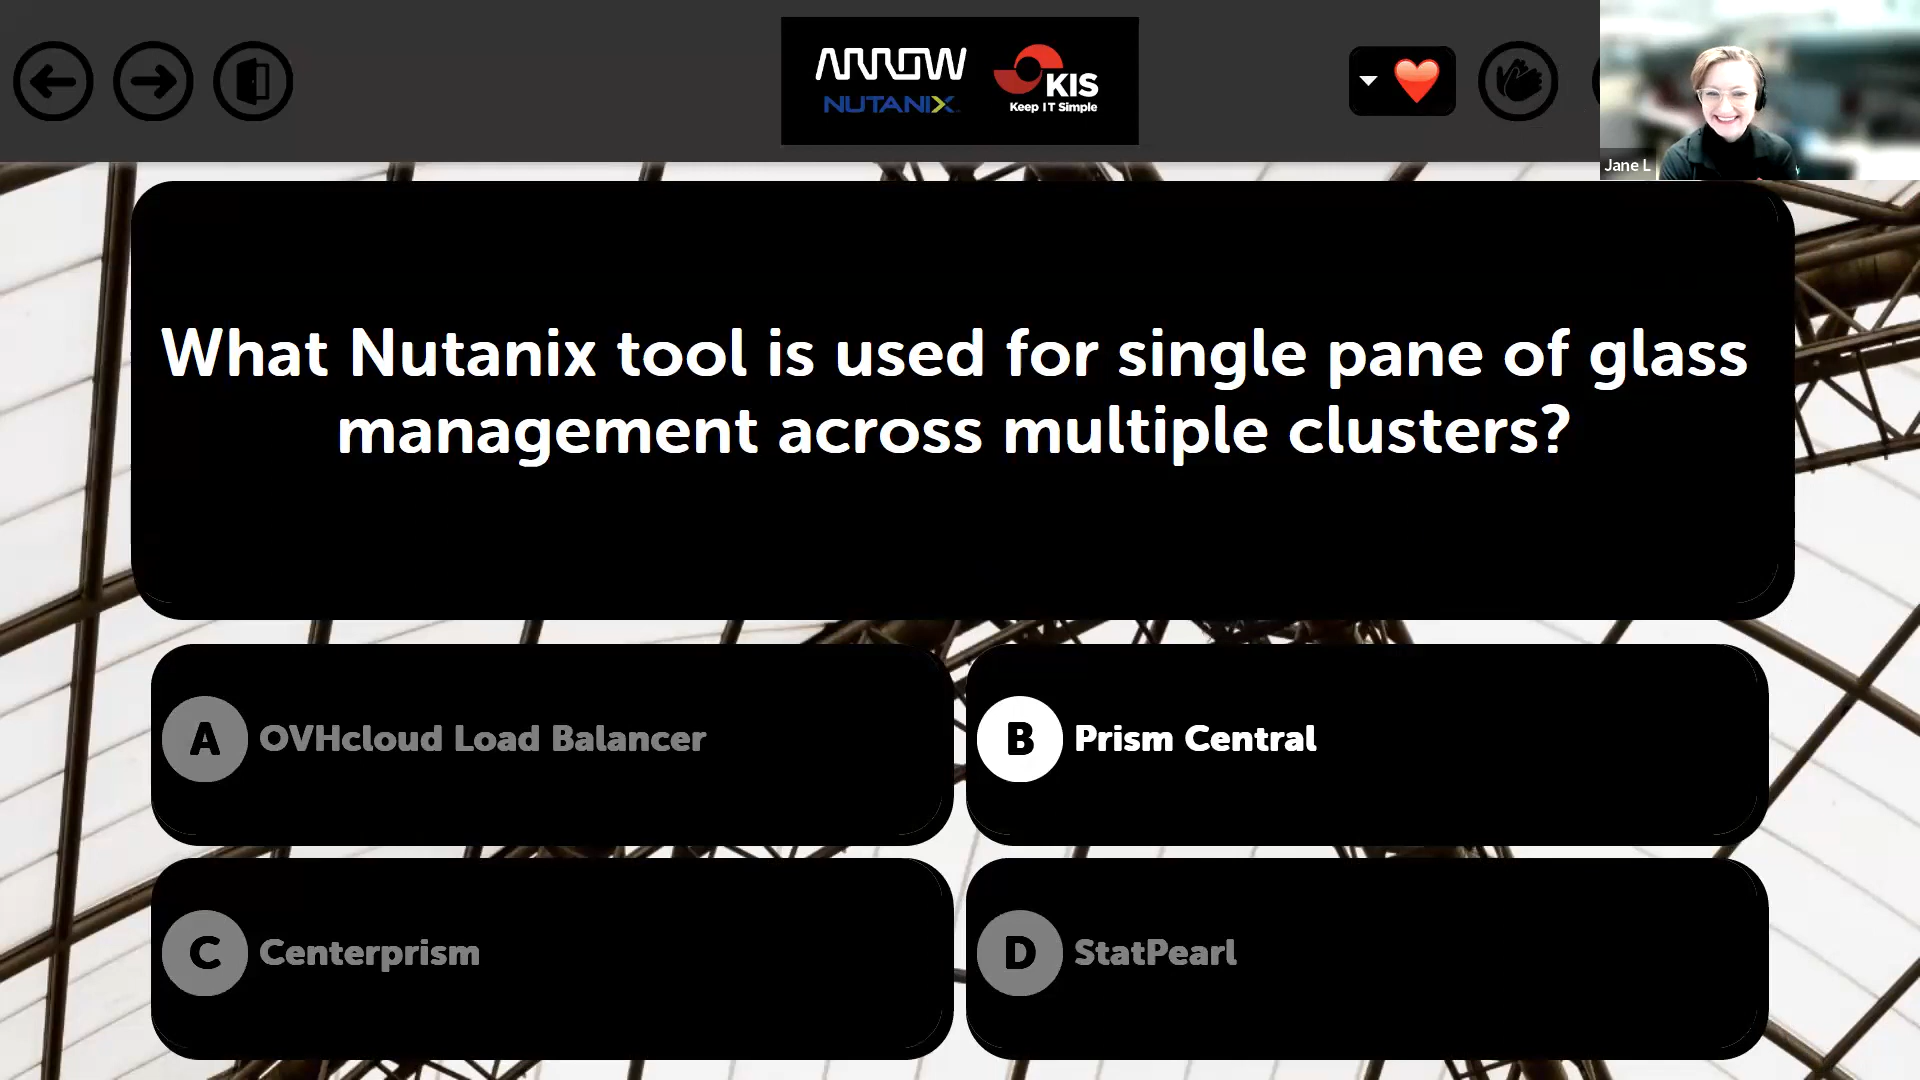 ARROW
NUTANIX
KIS
Keep IT Simple
Jane L
What Nutanix tool is used for single pane of glass
management across multiple clusters?
A OVHcloud Load Balancer
B Prism Central
C Centerprism
D StatPearl